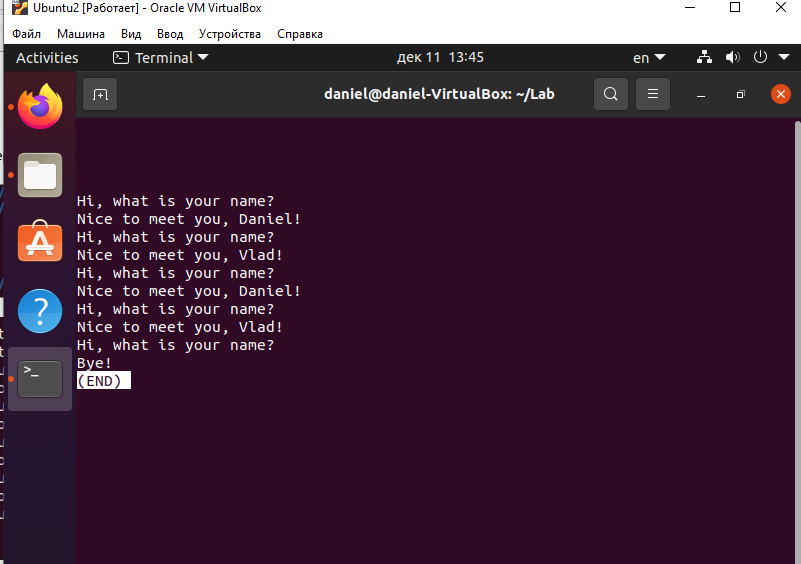 Ubuntu2 [Работает] - Oracle VM VirtualBox
Файл Машина Вид Ввод Устройства Справка
Activities Terminal дек 11 13:45 en
daniel@daniel-VirtualBox: ~/Lab
Hi, what is your name?
Nice to meet you, Daniel!
Hi, what is your name?
Nice to meet you, Vlad!
Hi, what is your name?
Nice to meet you, Daniel!
Hi, what is your name?
Nice to meet you, Vlad!
Hi, what is your name?
Bye!
(END)